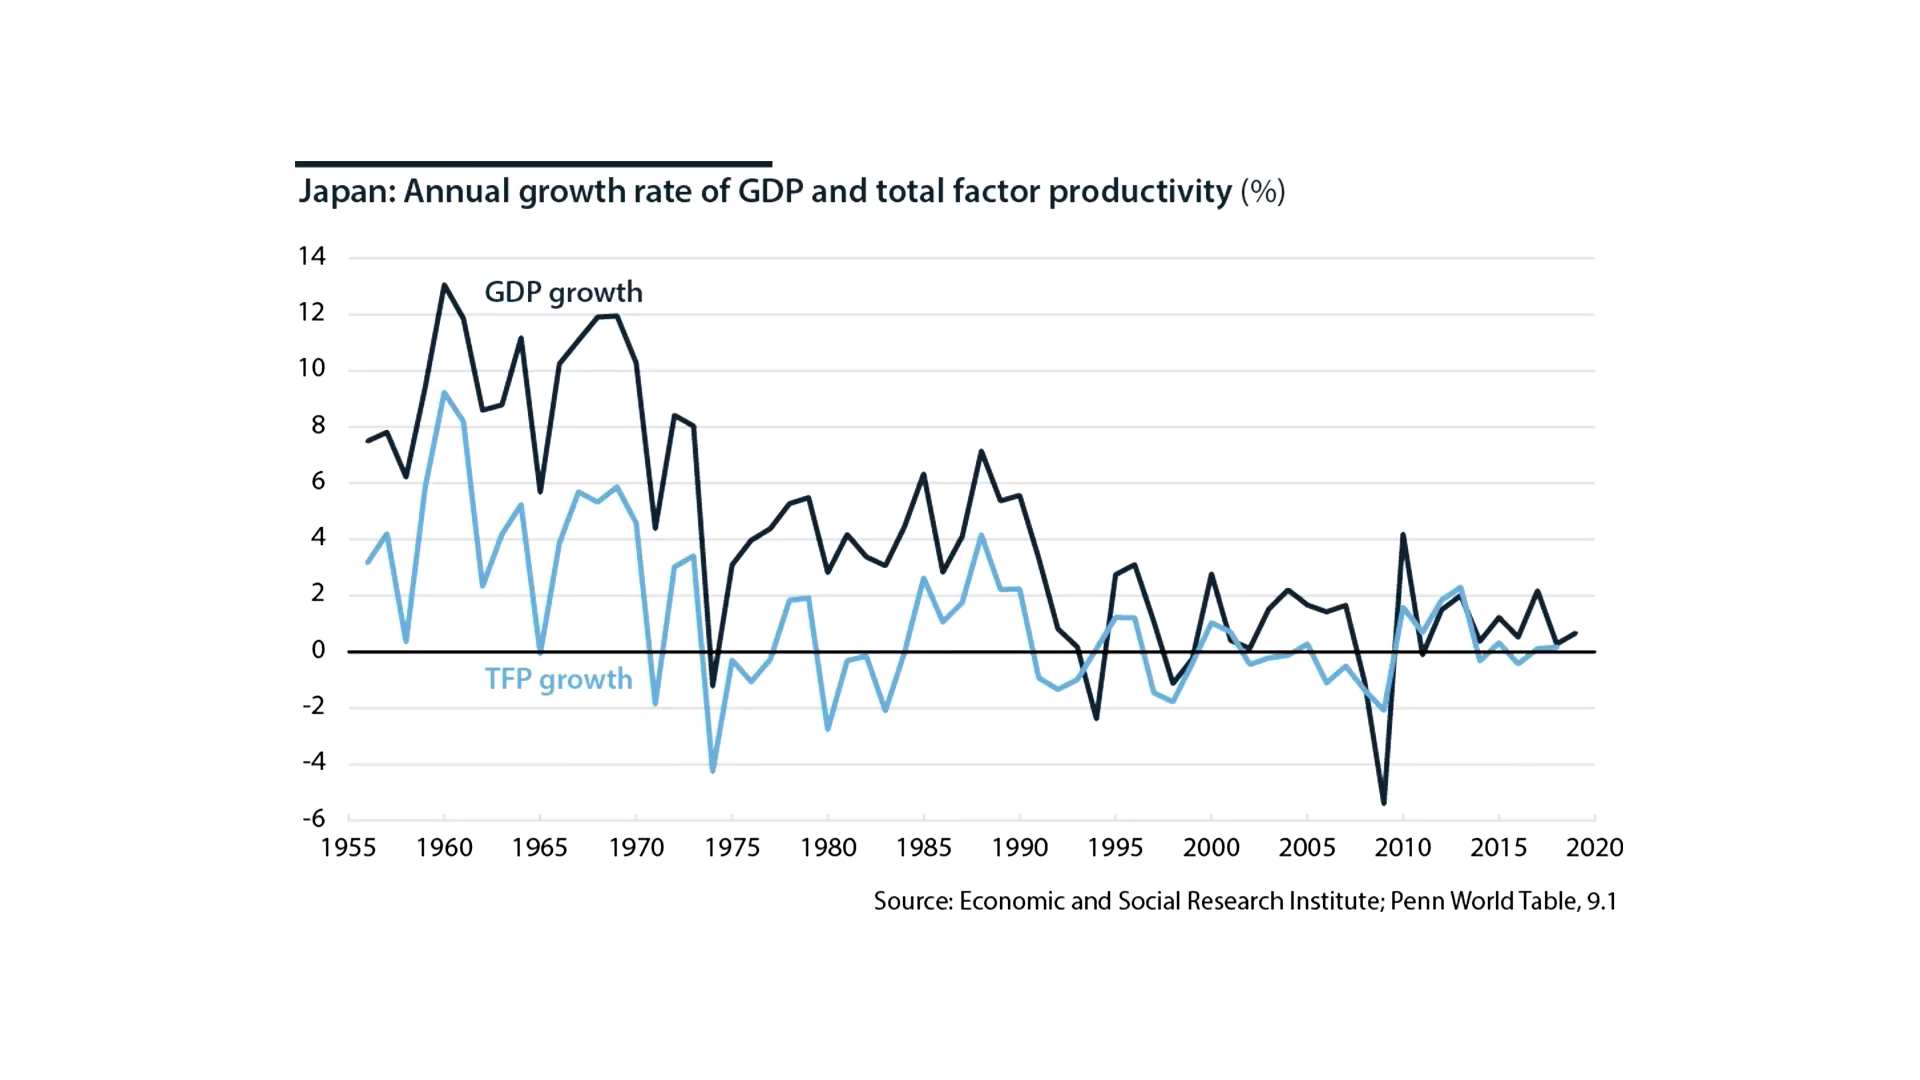 Japan: Annual growth rate of GDP and total factor productivity (%)
14
GDP growth
12
10
8
6
4
2
0
TFP growth
-2
-4
-6
1955 1960 1965 1970 1975 1980 1985 1990 1995 2000 2005 2010 2015 2020
Source: Economic and Social Research Institute; Penn World Table, 9.1